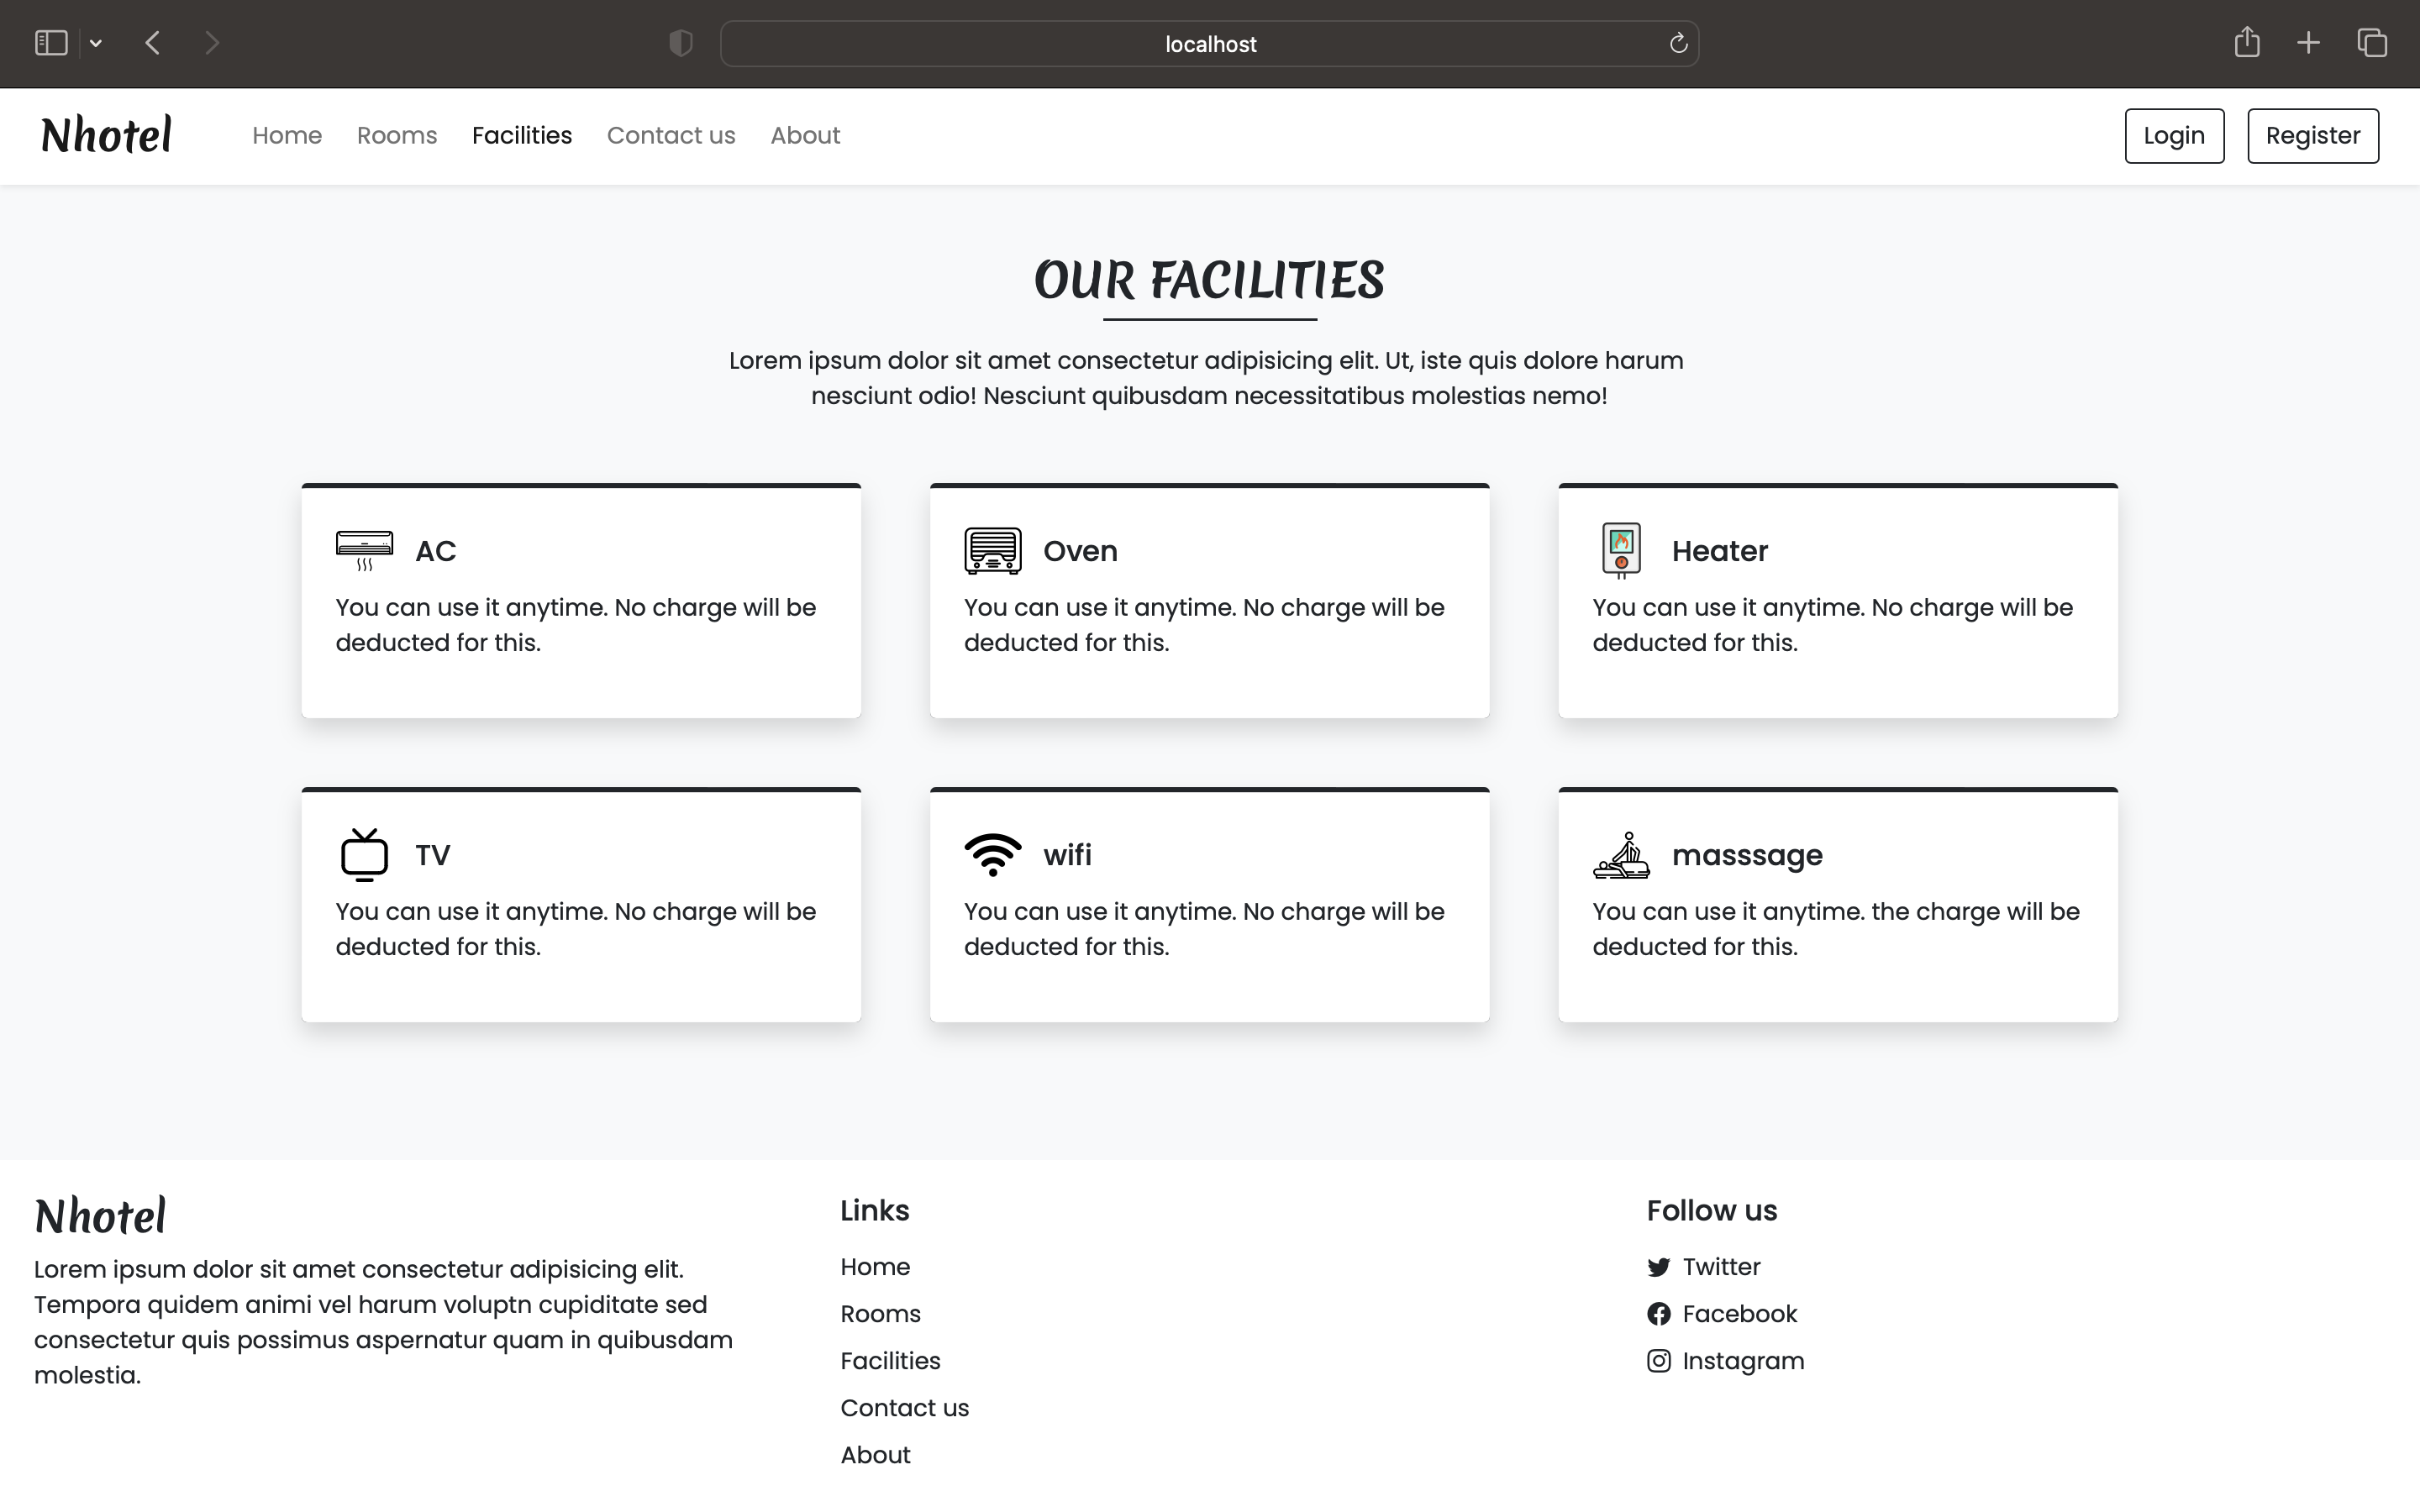 localhost
Nhotel Home Rooms Facilities Contact us About Login Register
OUR FACILITIES
Lorem ipsum dolor sit amet consectetur adipisicing elit. Ut, iste quis dolore harum
nesciunt odio! Nesciunt quibusdam necessitatibus molestias nemo!
AC
You can use it anytime. No charge will be
deducted for this.
Oven
You can use it anytime. No charge will be
deducted for this.
Heater
You can use it anytime. No charge will be
deducted for this.
TV
You can use it anytime. No charge will be
deducted for this.
wifi
You can use it anytime. No charge will be
deducted for this.
masssage
You can use it anytime. the charge will be
deducted for this.
Nhotel
Lorem ipsum dolor sit amet consectetur adipisicing elit.
Tempora quidem animi vel harum voluptn cupiditate sed
consectetur quis possimus aspernatur quam in quibusdam
molestia.
Links
Home
Rooms
Facilities
Contact us
About
Follow us
Twitter
Facebook
Instagram